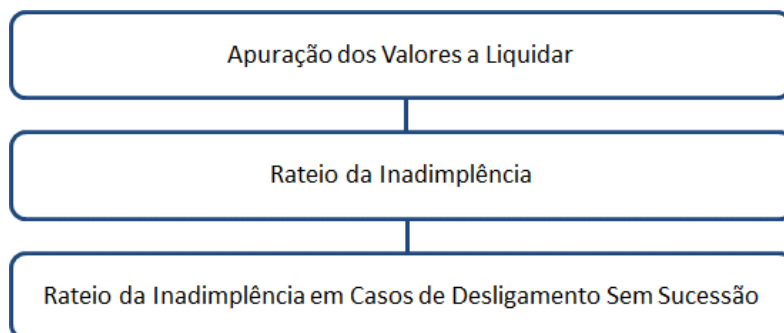 Apuração dos Valores a Liquidar
Rateio da Inadimplência
Rateio da Inadimplência em Casos de Desligamento Sem Sucessão